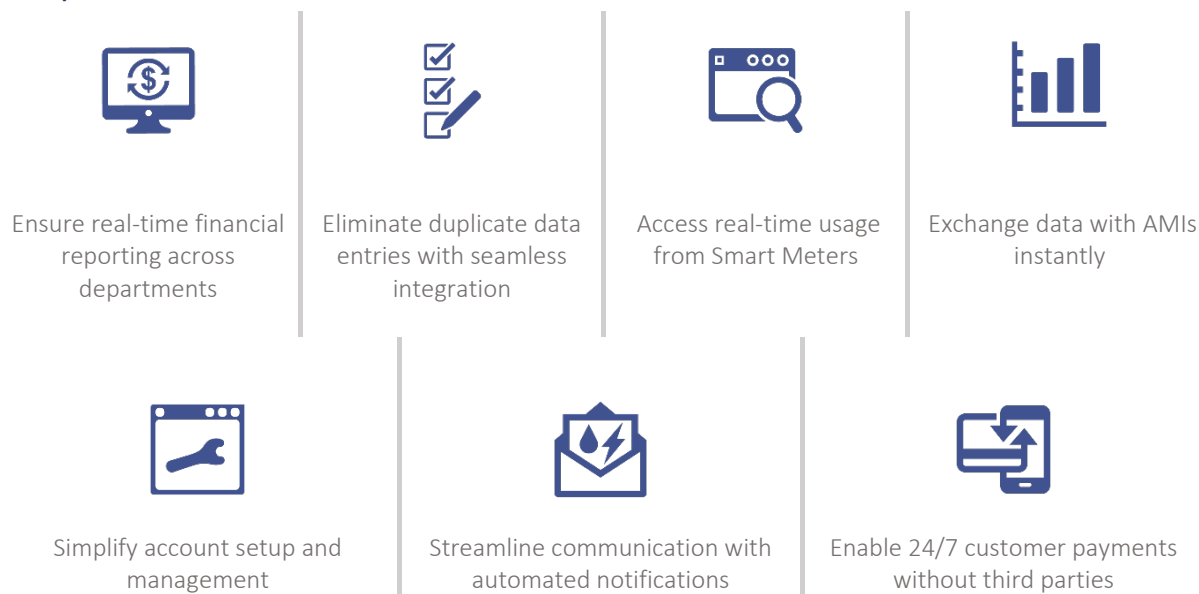 Ensure real-time financial
reporting across
departments
Eliminate duplicate data
entries with seamless
integration
Access real-time usage
from Smart Meters
Exchange data with AMIs
instantly
Simplify account setup and
management
Streamline communication with
automated notifications
Enable 24/7 customer payments
without third parties